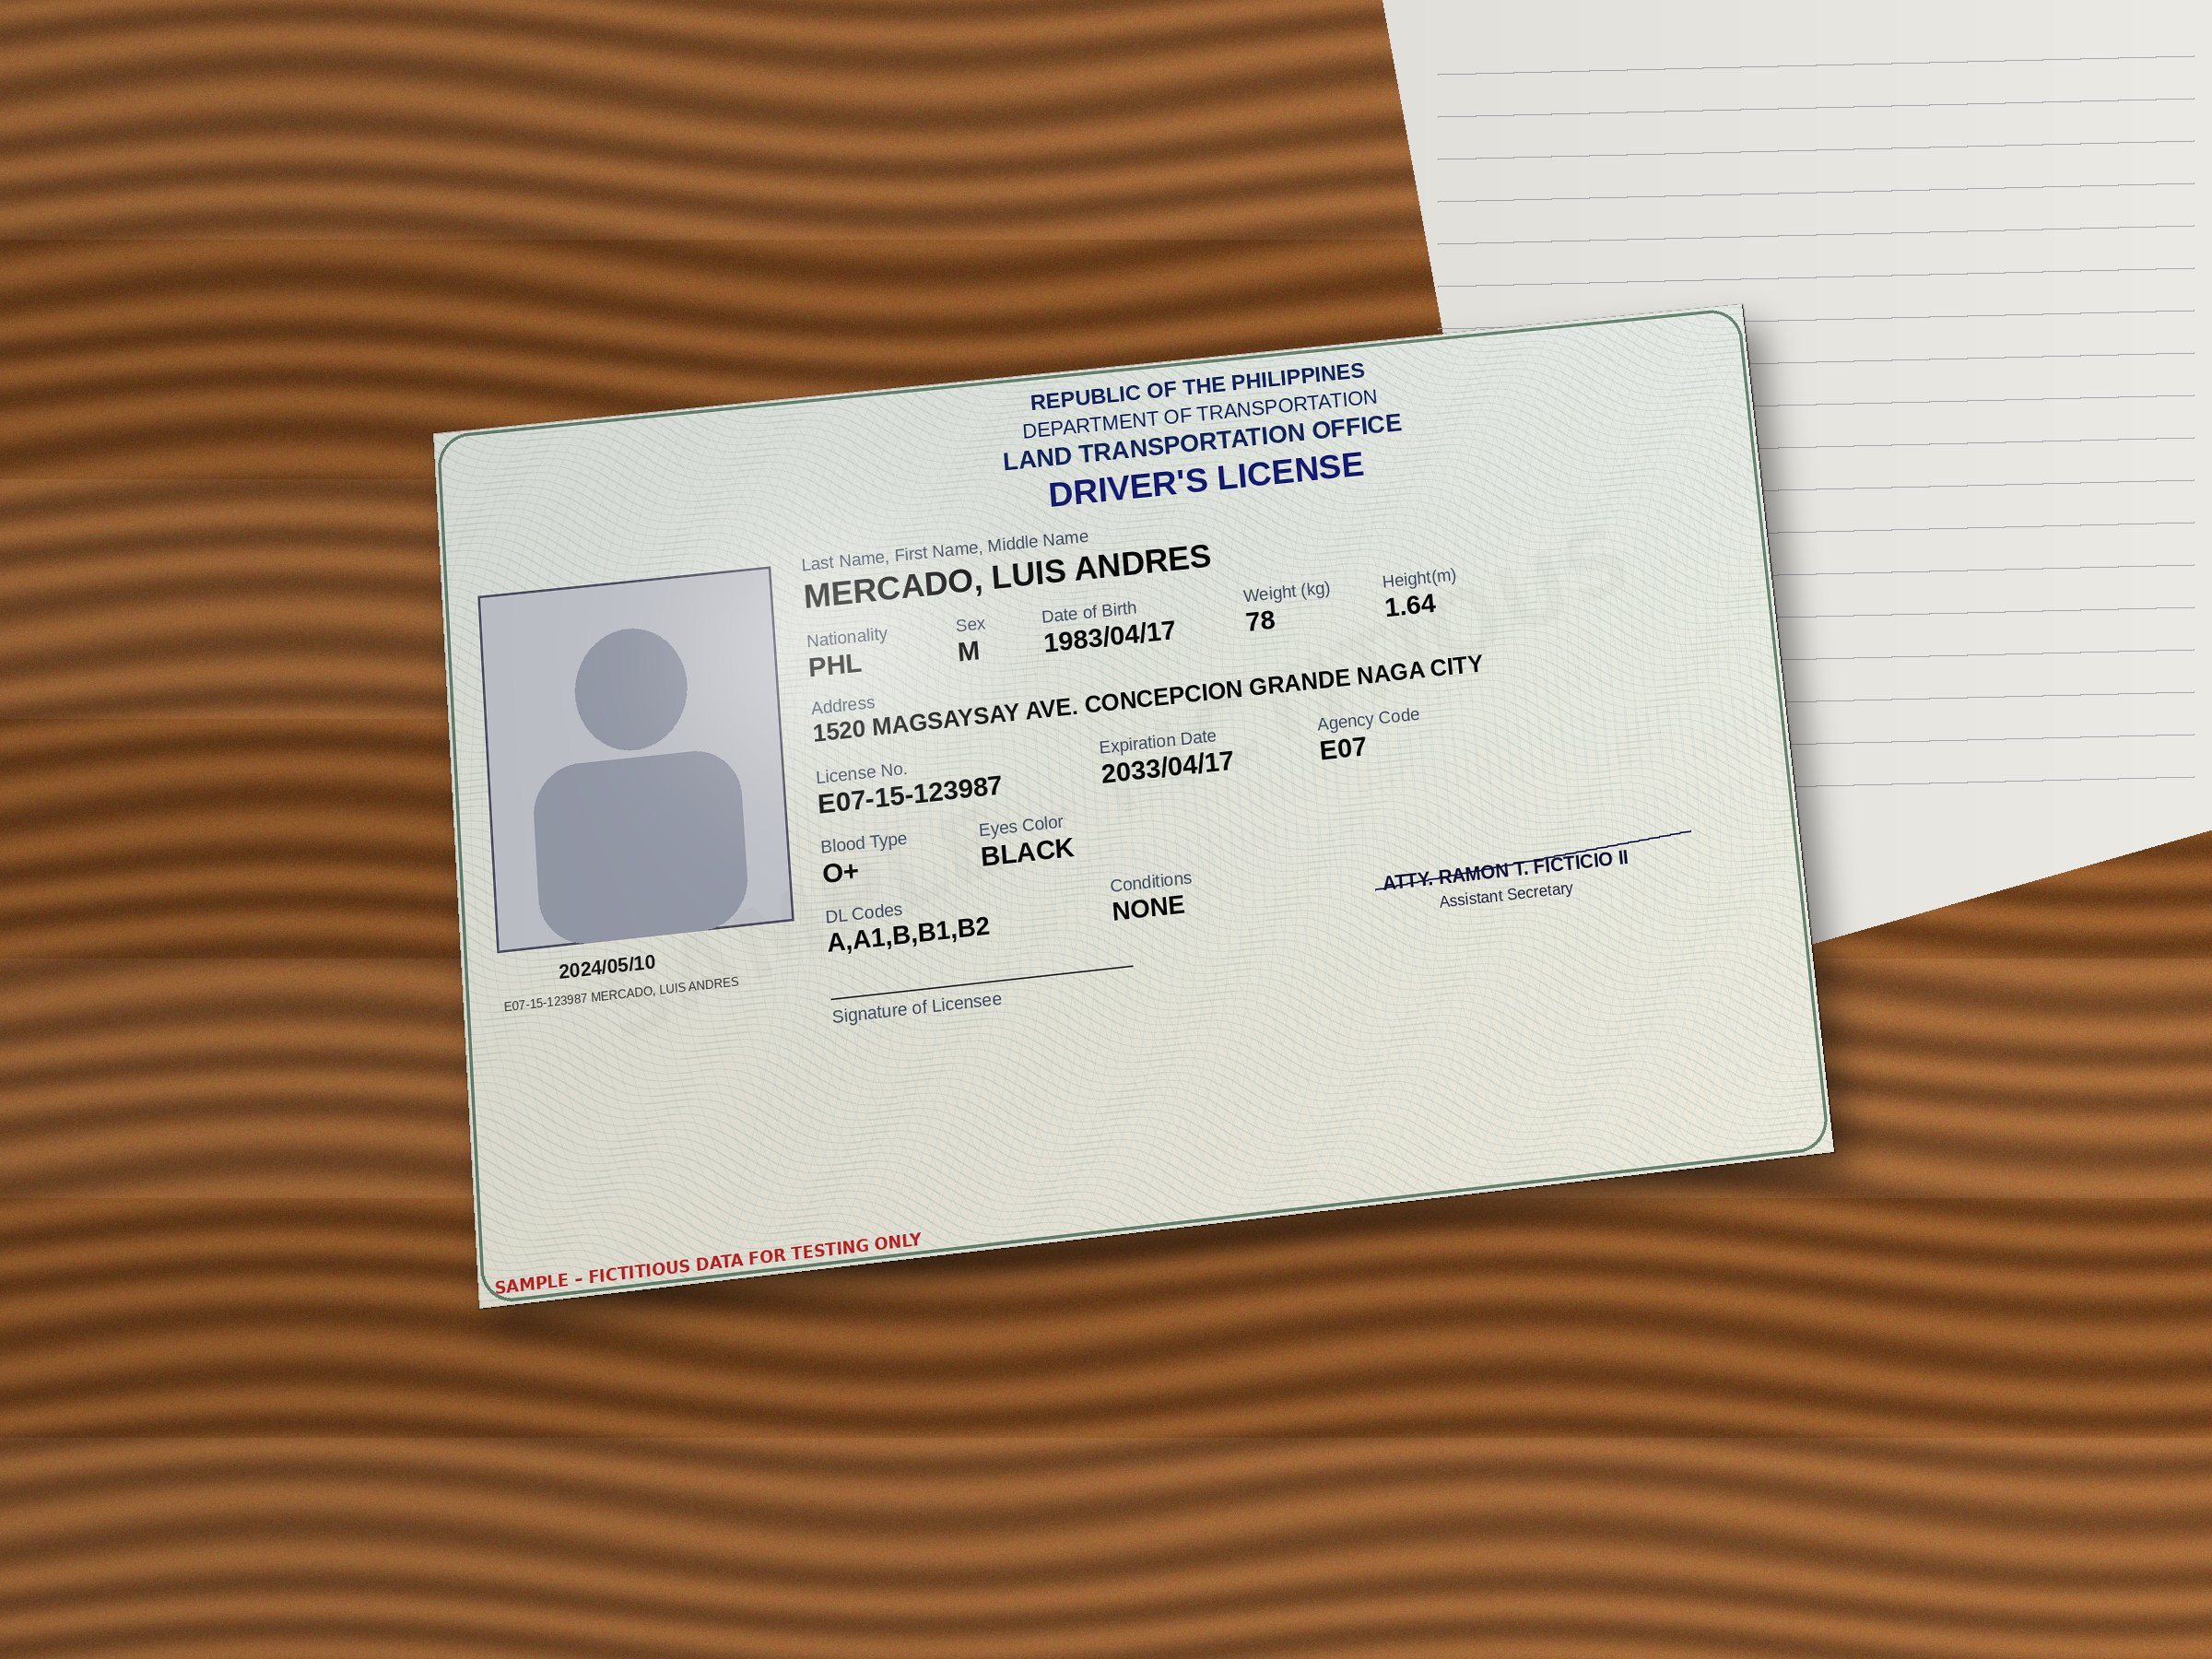 REPUBLIC OF THE PHILIPPINES
DEPARTMENT OF TRANSPORTATION
LAND TRANSPORTATION OFFICE
DRIVER'S LICENSE
Last Name, First Name, Middle Name
MERCADO, LUIS ANDRES
Nationality Sex Date of Birth Weight (kg) Height(m)
PHL M 1983/04/17 78 1.64
Address
1520 MAGSAYSAY AVE. CONCEPCION GRANDE NAGA CITY
License No. Expiration Date Agency Code
E07-15-123987 2033/04/17 E07
Blood Type Eyes Color
O+ BLACK
DL Codes Conditions
A,A1,B,B1,B2 NONE
ATTY. RAMON T. FICTICIO II
Assistant Secretary
2024/05/10
E07-15-123987 MERCADO, LUIS ANDRES
Signature of Licensee
SAMPLE – FICTITIOUS DATA FOR TESTING ONLY